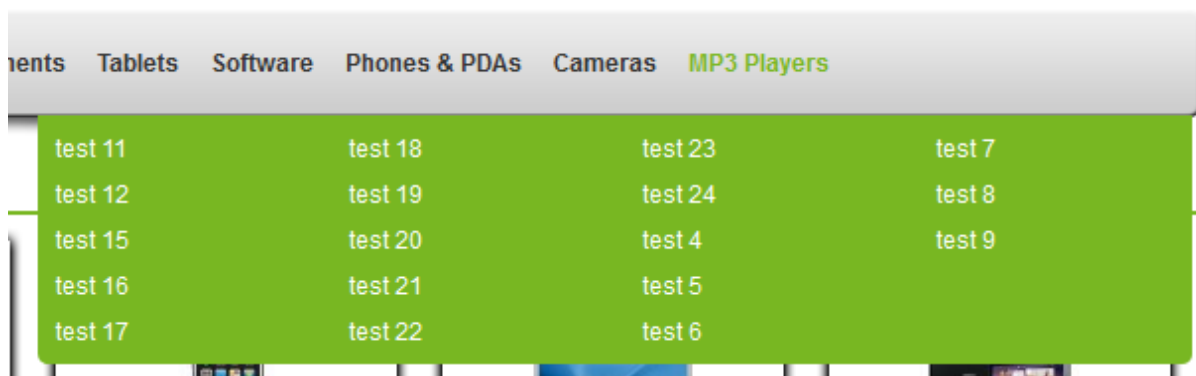 nents Tablets Software Phones & PDAs Cameras MP3 Players
test 11 test 18 test 23 test 7
test 12 test 19 test 24 test 8
test 15 test 20 test 4 test 9
test 16 test 21 test 5
test 17 test 22 test 6